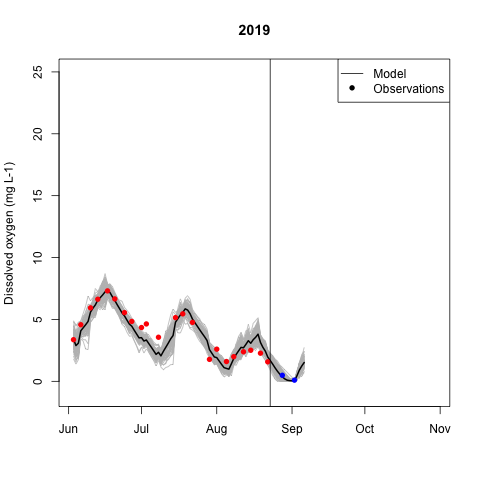 2019
Model
Observations
Dissolved oxygen (mg L-1)
25
20
15
10
5
0
Jun Jul Aug Sep Oct Nov